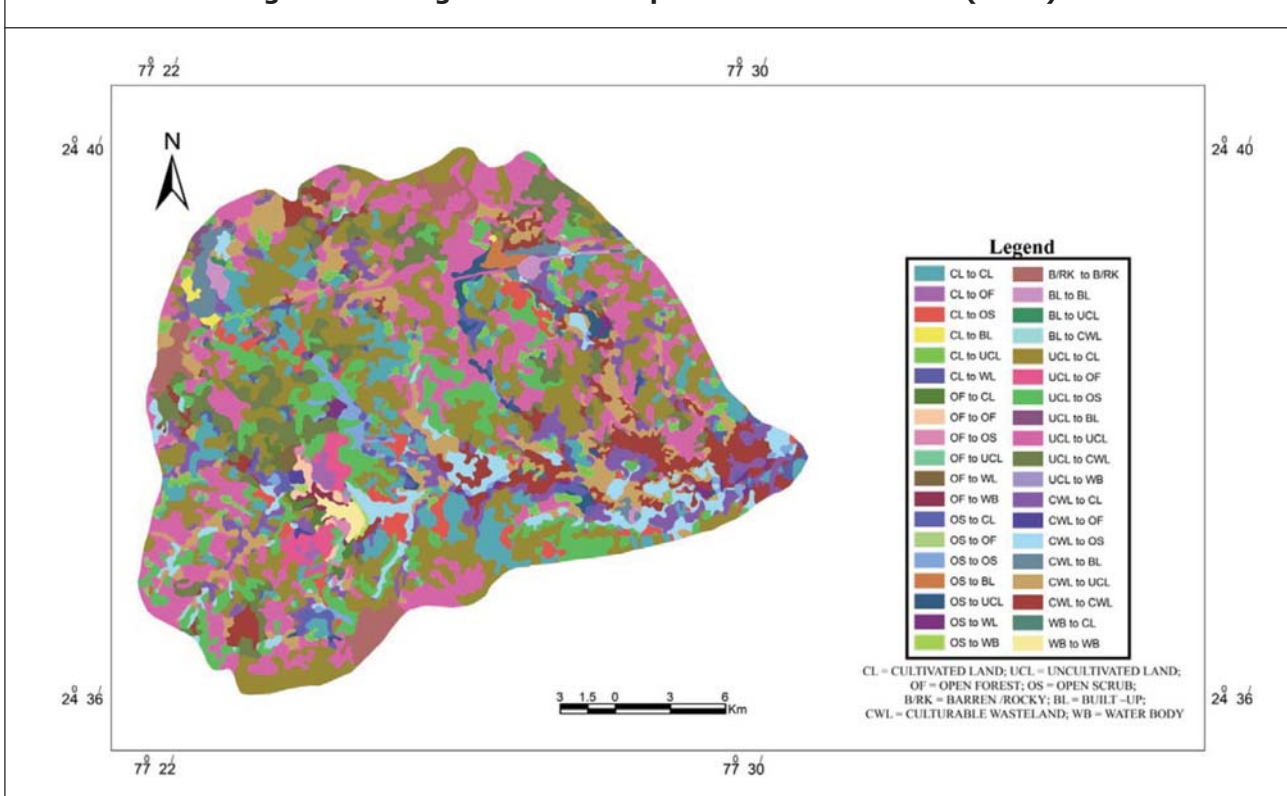 77° 22′ 77° 30′
N
24° 40′ 24° 40′
Legend
CL to CL B/RK to B/RK
CL to OF BL to BL
CL to OS BL to UCL
CL to BL BL to CWL
CL to UCL UCL to CL
CL to WL UCL to OF
OF to CL UCL to OS
OF to OF UCL to BL
OF to OS UCL to UCL
OF to UCL UCL to CWL
OF to WL UCL to WB
OF to WB CWL to CL
OS to CL CWL to OF
OS to OF CWL to OS
OS to OS CWL to BL
OS to BL CWL to UCL
OS to UCL CWL to CWL
OS to WL WB to CL
OS to WB WB to WB
CL = CULTIVATED LAND; UCL = UNCULTIVATED LAND;
OF = OPEN FOREST; OS = OPEN SCRUB;
B/RK = BARREN /ROCKY; BL = BUILT –UP;
CWL = CULTURABLE WASTELAND; WB = WATER BODY
24° 36′ 24° 36′
3 1.5 0 3 6
Km
77° 22′ 77° 30′